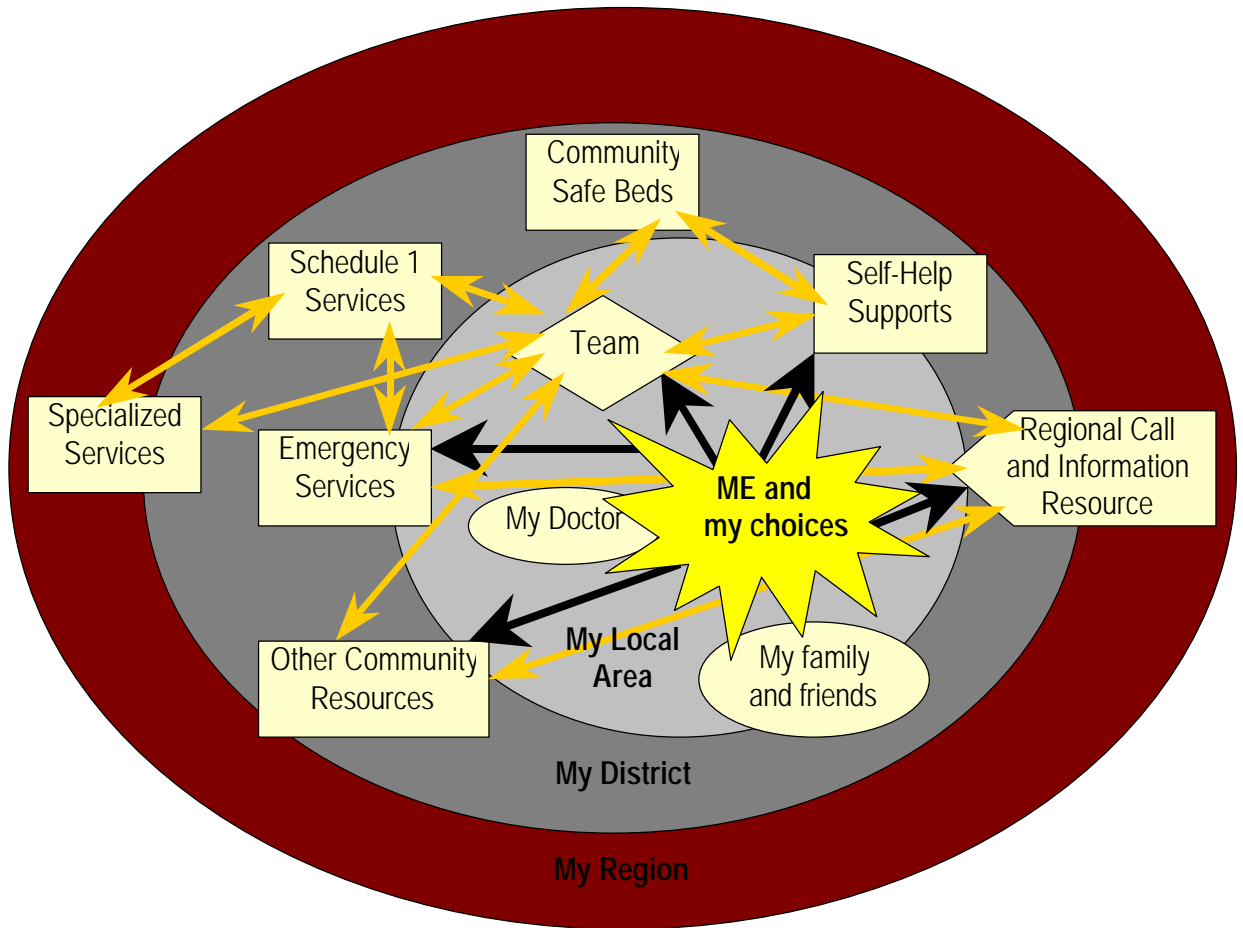 Community
Safe Beds
Schedule 1
Services
Self-Help
Supports
Team
Specialized
Services
Emergency
Services
Regional Call
and Information
Resource
ME and
my choices
My Doctor
My Local
Area
Other Community
Resources
My family
and friends
My District
My Region